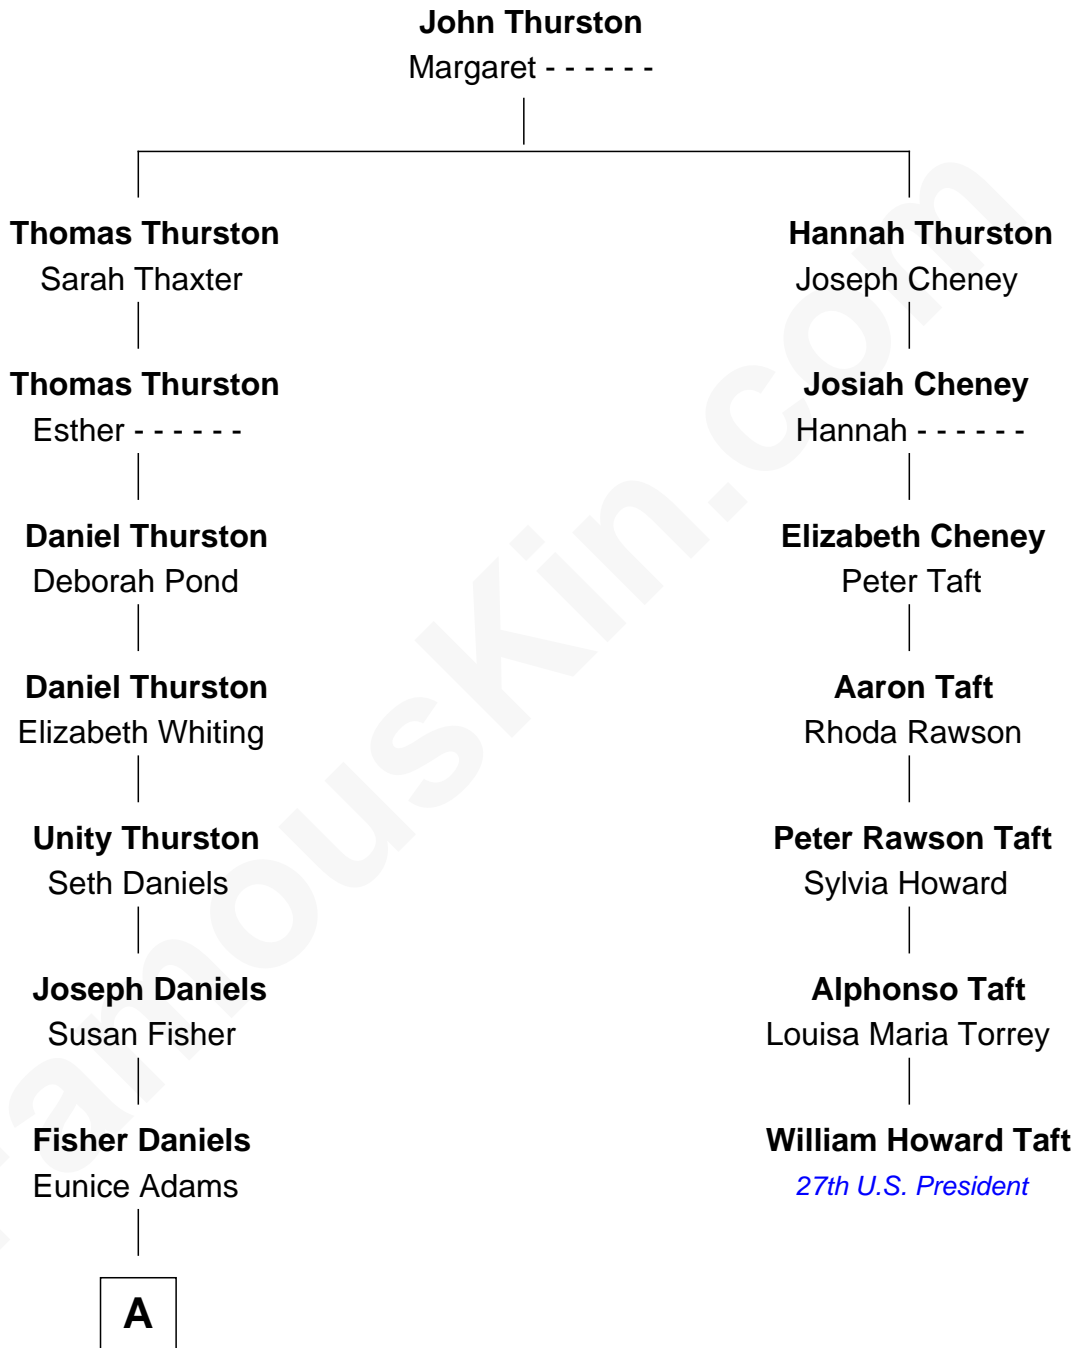 John Thurston
Margaret - - - - - -
Thomas Thurston
Sarah Thaxter
Hannah Thurston
Joseph Cheney
Thomas Thurston
Esther - - - - - -
Josiah Cheney
Hannah - - - - - -
Daniel Thurston
Deborah Pond
Elizabeth Cheney
Peter Taft
Daniel Thurston
Elizabeth Whiting
Aaron Taft
Rhoda Rawson
Unity Thurston
Seth Daniels
Peter Rawson Taft
Sylvia Howard
Joseph Daniels
Susan Fisher
Alphonso Taft
Louisa Maria Torrey
Fisher Daniels
Eunice Adams
William Howard Taft
27th U.S. President
A
FamousKin.com